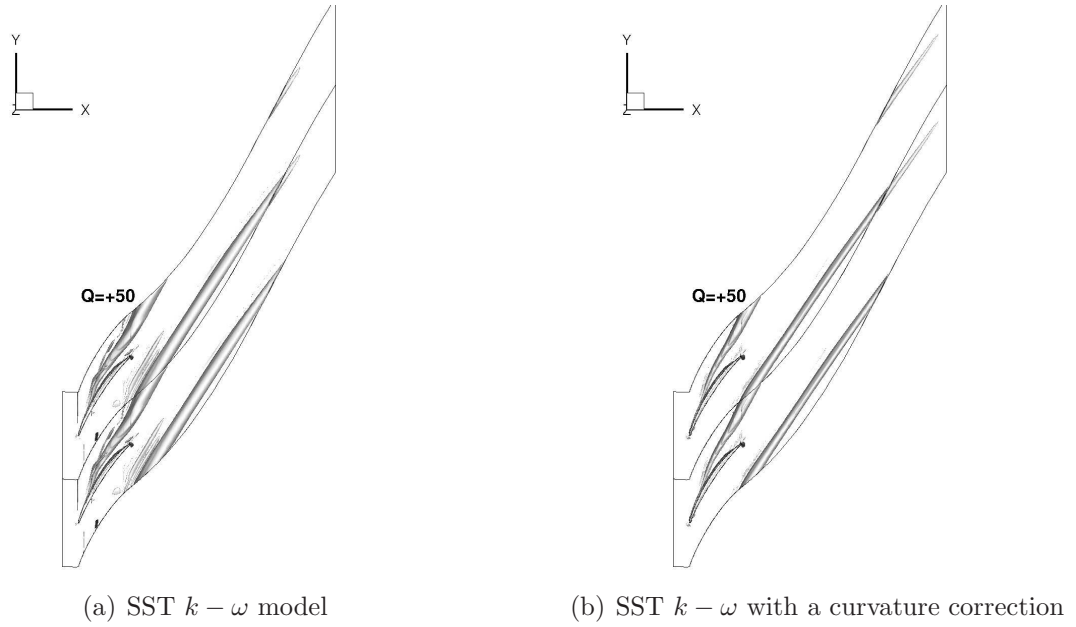 Y
Z
X
Q=+50
Y
Z
X
Q=+50
(a) SST k − ω model
(b) SST k − ω with a curvature correction